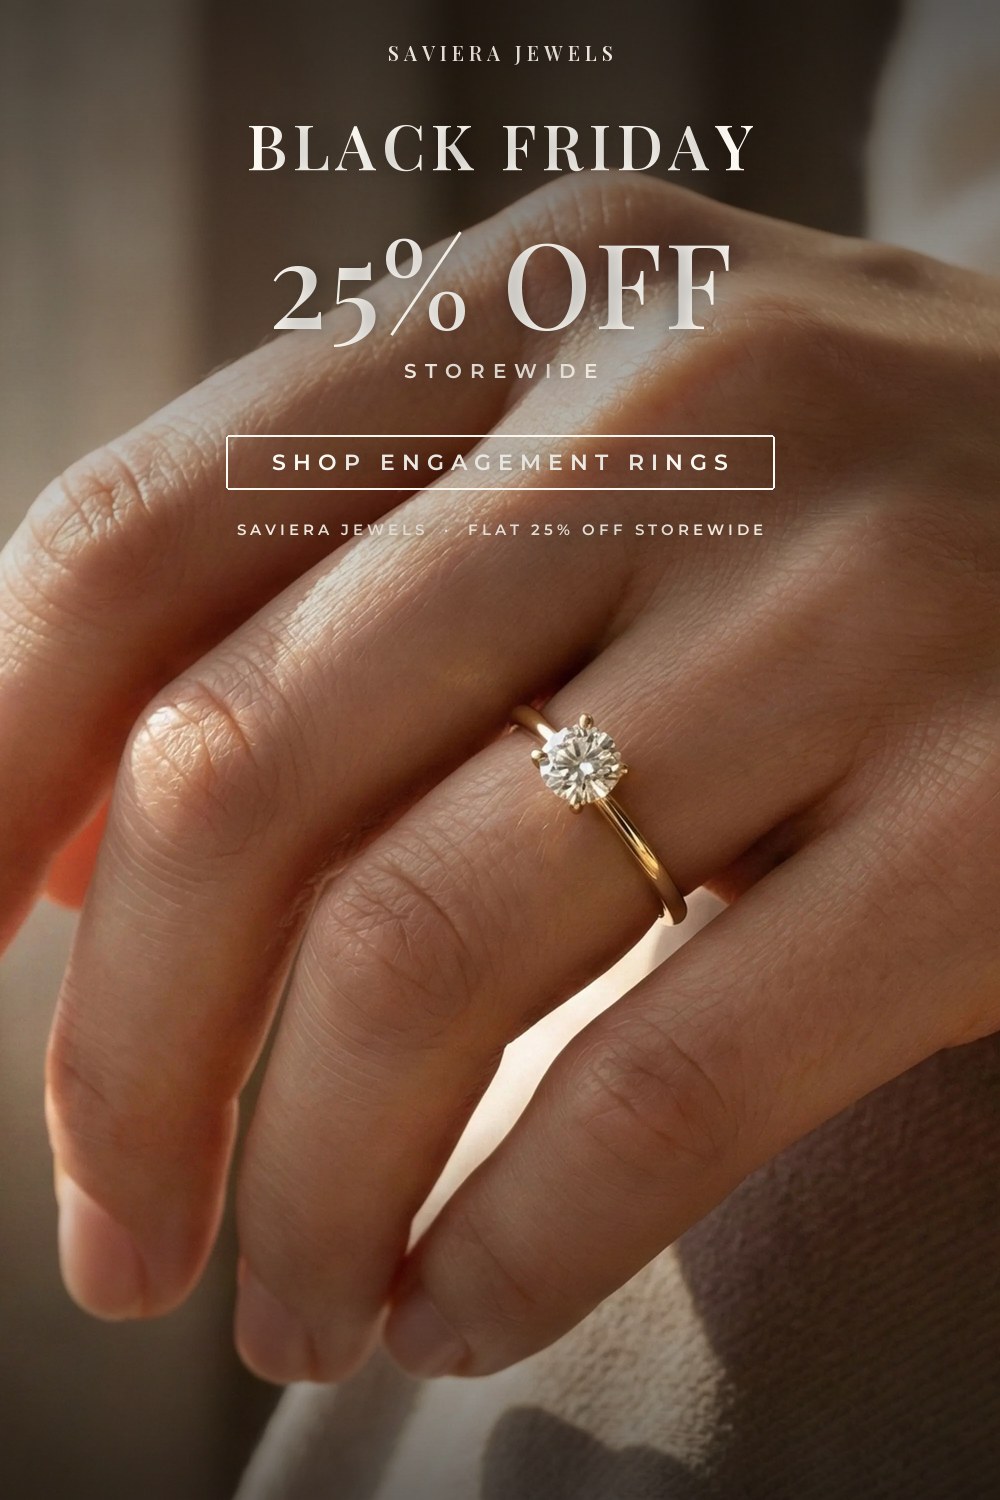 SAVIERA JEWELS
BLACK FRIDAY
25% OFF
STOREWIDE
SHOP ENGAGEMENT RINGS
SAVIERA JEWELS · FLAT 25% OFF STOREWIDE